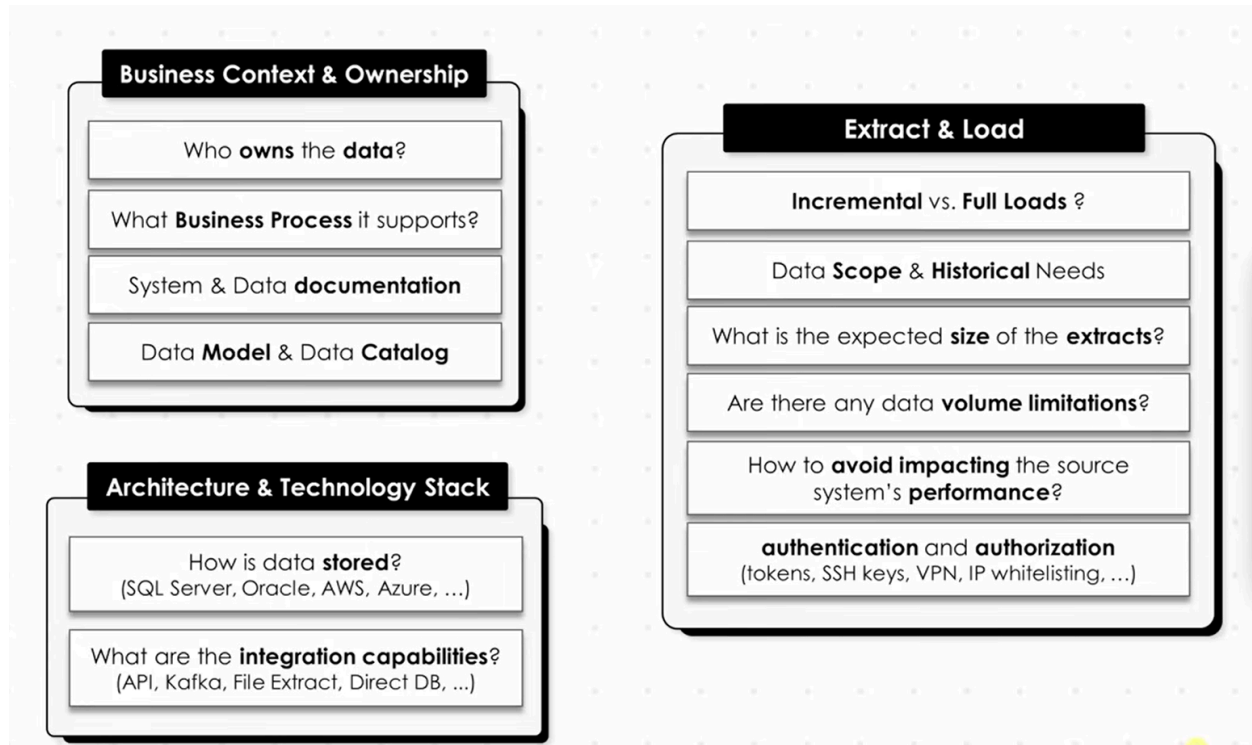 Business Context & Ownership
Who owns the data?
What Business Process it supports?
System & Data documentation
Data Model & Data Catalog
Architecture & Technology Stack
How is data stored?
(SQL Server, Oracle, AWS, Azure, ...)
What are the integration capabilities?
(API, Kafka, File Extract, Direct DB, ...)
Extract & Load
Incremental vs. Full Loads ?
Data Scope & Historical Needs
What is the expected size of the extracts?
Are there any data volume limitations?
How to avoid impacting the source
system's performance?
authentication and authorization
(tokens, SSH keys, VPN, IP whitelisting, ...)